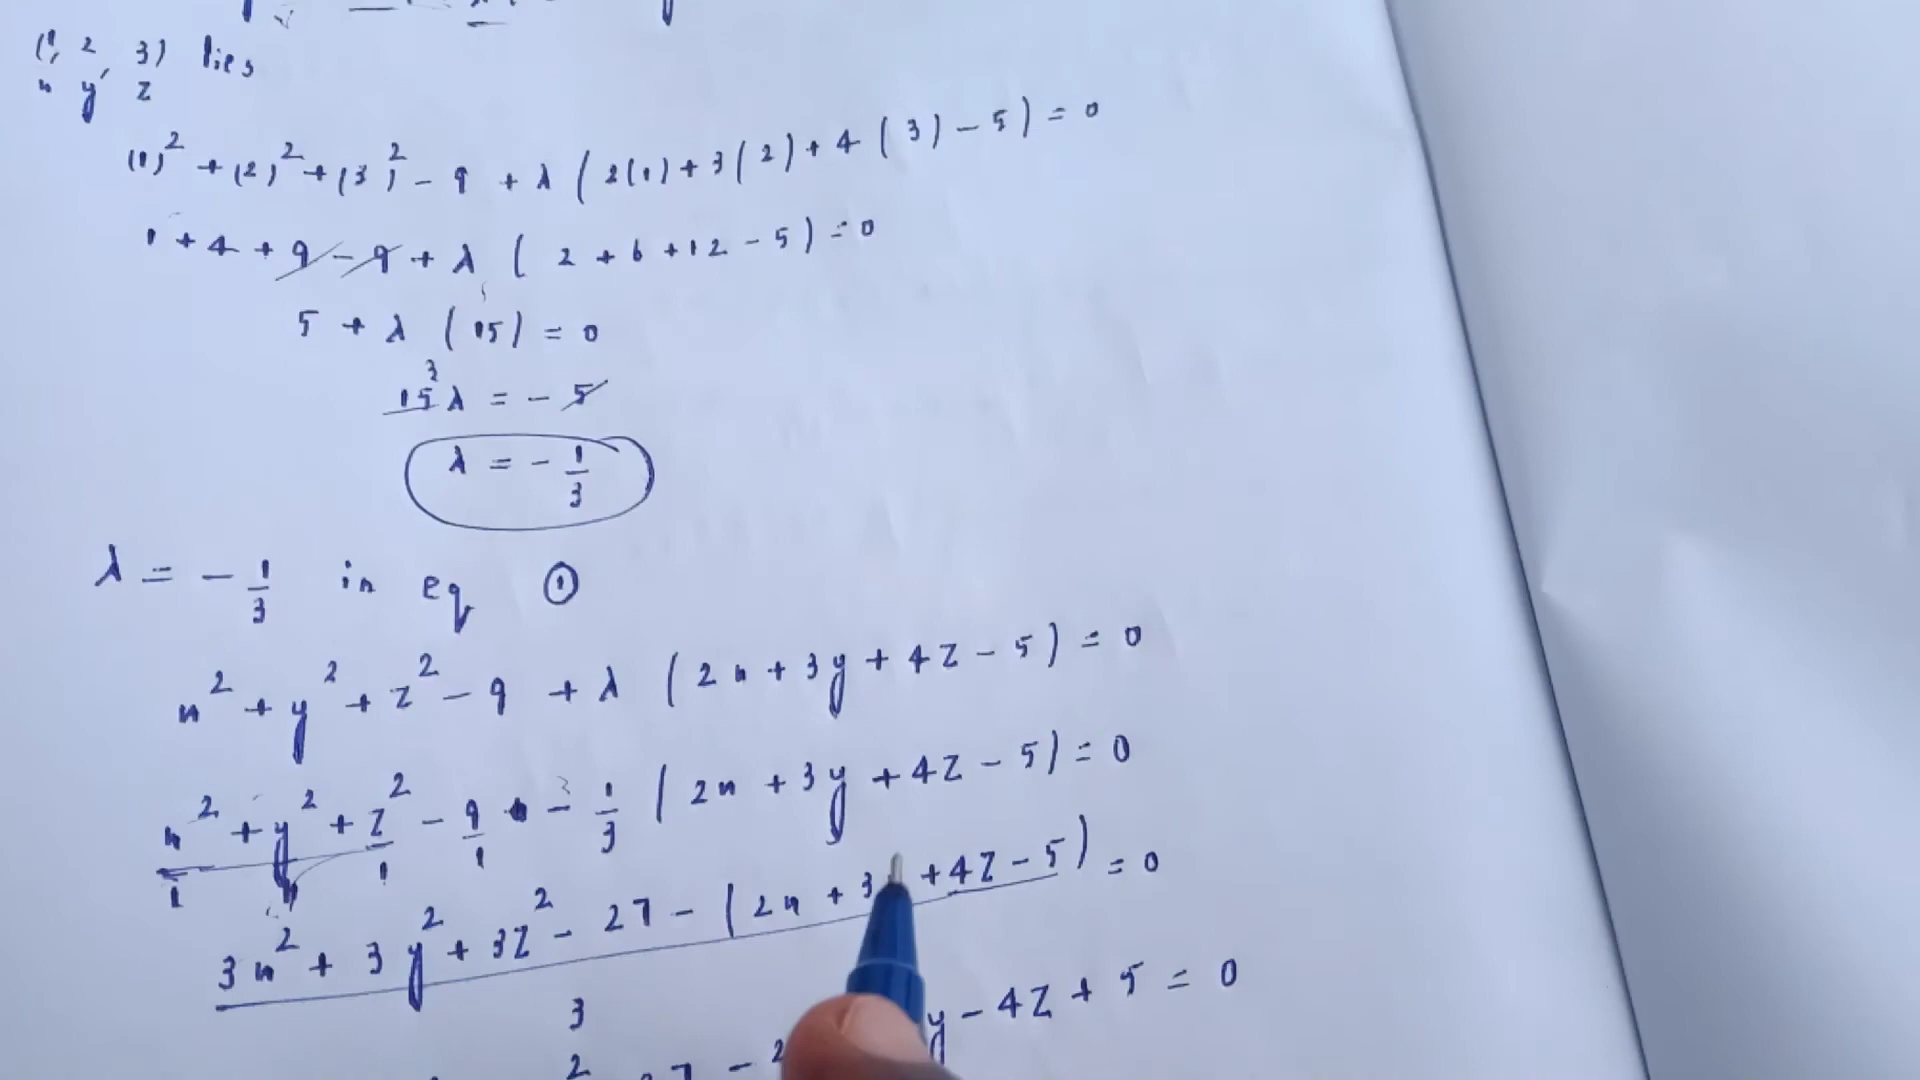 (1, 2, 3) lies
x y z
(1)² + (2)² + (3)² - 9 + λ (2(1) + 3(2) + 4(3) - 5) = 0
1 + 4 + 9 - 9 + λ (2 + 6 + 12 - 5) = 0
5 + λ (15) = 0
3
15 λ = - 5
λ = - 1/3
λ = - 1/3 in eq ①
x² + y² + z² - 9 + λ (2x + 3y + 4z - 5) = 0
x²/1 + y²/1 + z²/1 - 9/1 - 1/3 (2x + 3y + 4z - 5) = 0
3x² + 3y² + 3z² - 27 - (2x + 3 + 4z - 5) = 0
3
2 27 - 2 y - 4z + 5 = 0